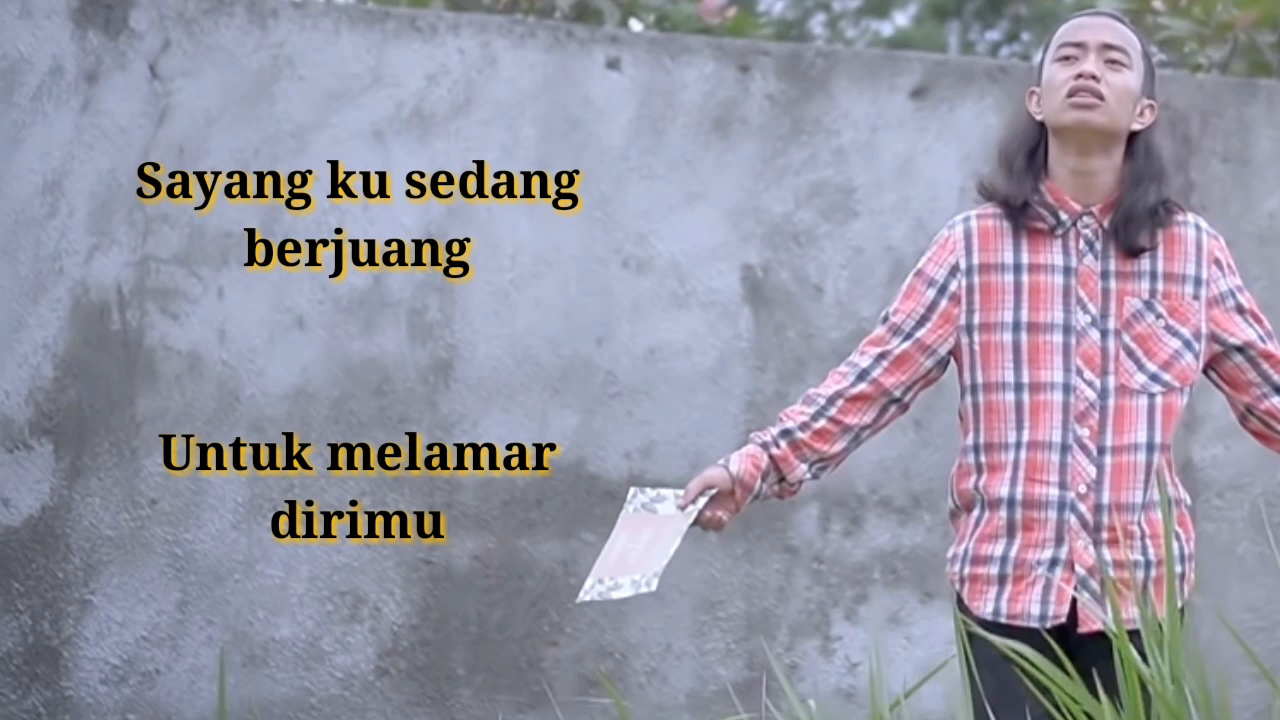 Sayang ku sedang
berjuang
Untuk melamar
dirimu